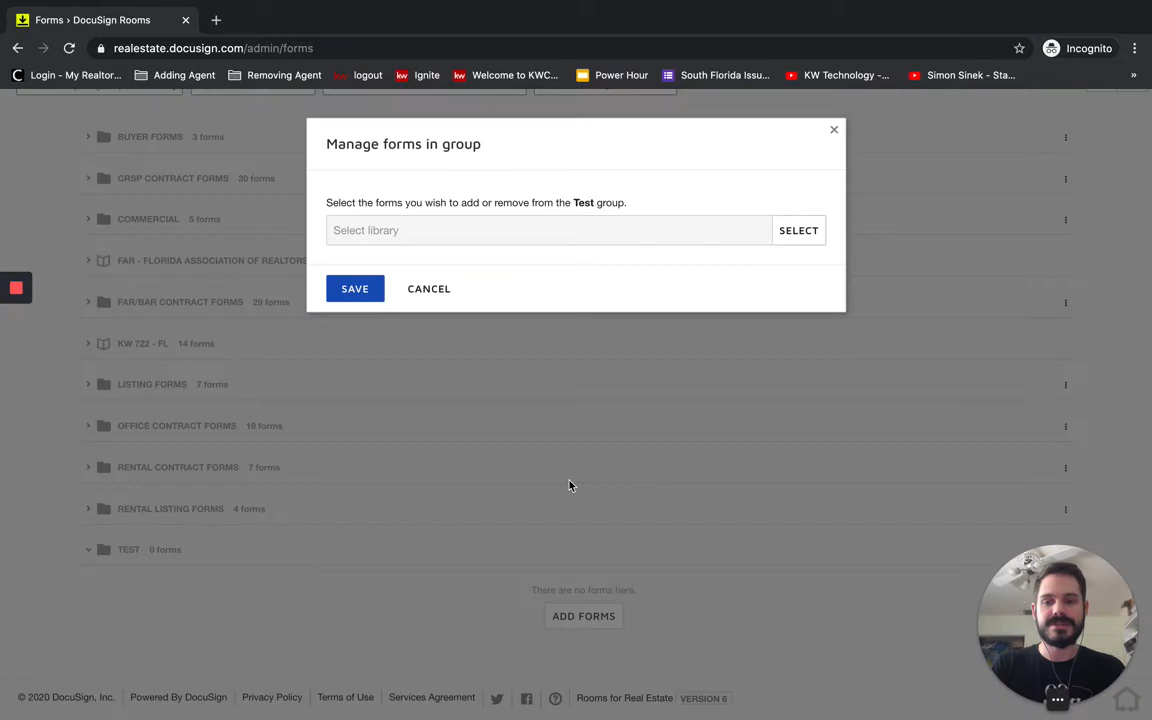 Forms › DocuSign Rooms
realestate.docusign.com/admin/forms
Incognito
Login - My Realtor...
Adding Agent
Removing Agent
kw logout
kw Ignite
kw Welcome to KWC...
Power Hour
South Florida Issu...
KW Technology -...
Simon Sinek - Sta...
»
Manage forms in group
Select the forms you wish to add or remove from the Test group.
Select library
SELECT
SAVE
CANCEL
BUYER FORMS 3 forms
CRSP CONTRACT FORMS 30 forms
COMMERCIAL 5 forms
FAR - FLORIDA ASSOCIATION OF REALTORS
FAR/BAR CONTRACT FORMS 29 forms
KW 722 - FL 14 forms
LISTING FORMS 7 forms
OFFICE CONTRACT FORMS 19 forms
RENTAL CONTRACT FORMS 7 forms
RENTAL LISTING FORMS 4 forms
TEST 0 forms
There are no forms here.
ADD FORMS
© 2020 DocuSign, Inc.
Powered By DocuSign
Privacy Policy
Terms of Use
Services Agreement
Rooms for Real Estate
VERSION 6